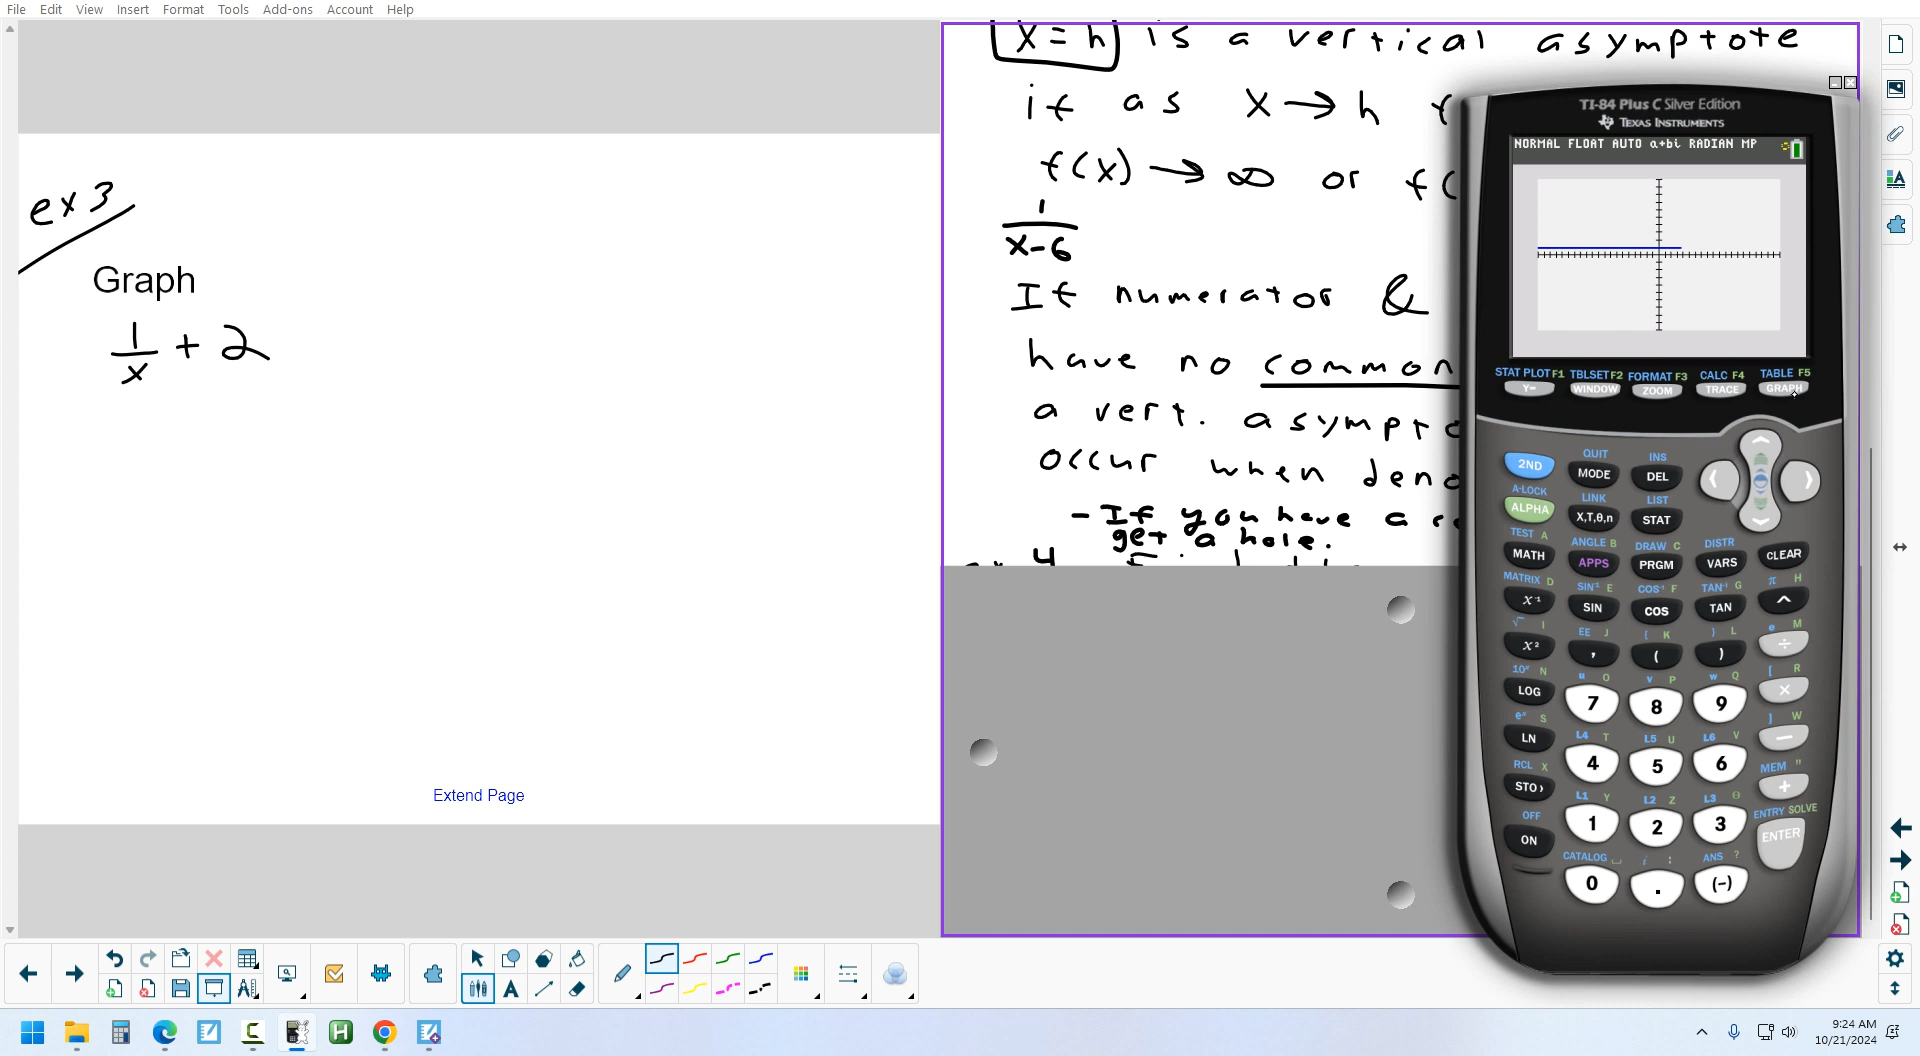 File Edit View Insert Format Tools Add-ons Account Help
ex 3
Graph
1/x + 2
Extend Page
x = h is a vertical asymptote
if as x → h
f(x) → ∞ or f(
1/x-6
If numerator &
have no common
a vert. asympto
occur when deno
- If you have a
get a hole.
TI-84 Plus C Silver Edition
TEXAS INSTRUMENTS
NORMAL FLOAT AUTO a+bi RADIAN MP
STAT PLOT F1 TBLSET F2 FORMAT F3 CALC F4 TABLE F5
Y= WINDOW ZOOM TRACE GRAPH
QUIT INS
2ND MODE DEL
A-LOCK LINK LIST
ALPHA X,T,θ,n STAT
TEST A ANGLE B DRAW C DISTR
MATH APPS PRGM VARS CLEAR
MATRIX D SIN⁻¹ E COS⁻¹ F TAN⁻¹ G π H
x⁻¹ SIN COS TAN ^
√ I EE J { K } L e M
x² , ( ) ÷
10ˣ N u O v P w Q [ R
LOG 7 8 9 ×
eˣ S L4 T L5 U L6 V ] W
LN 4 5 6 −
RCL X L1 Y L2 Z L3 θ MEM "
STO› 1 2 3 +
OFF CATALOG i : ANS ? ENTRY SOLVE
ON 0 . (-) ENTER
9:24 AM
10/21/2024